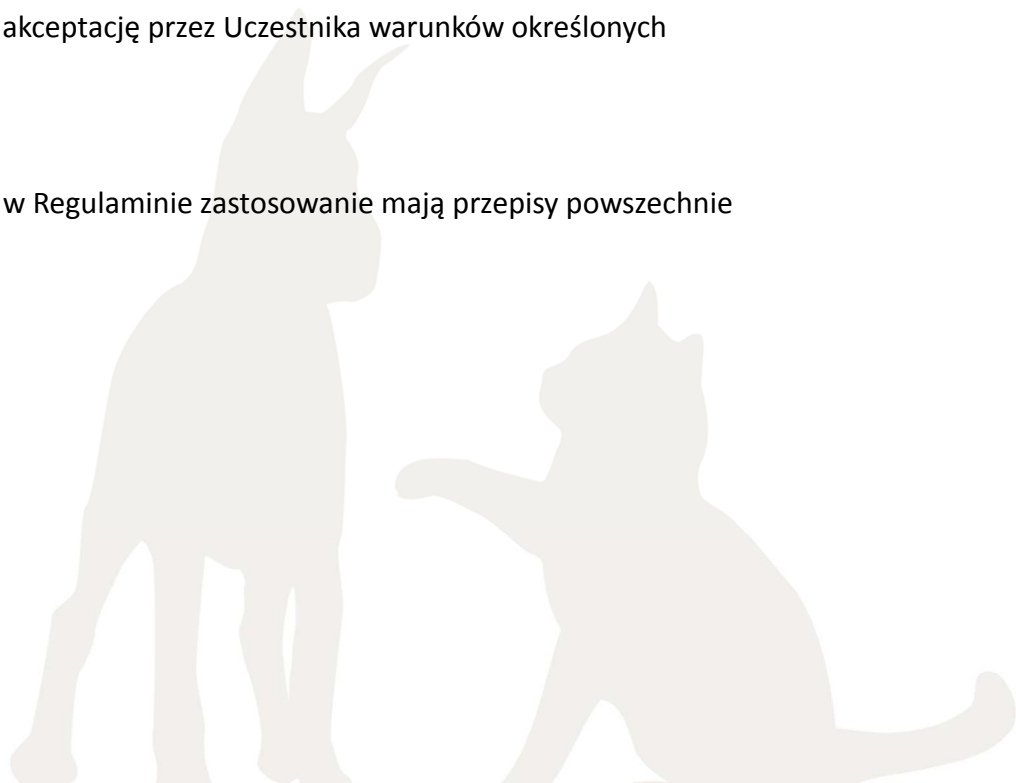 akceptację przez Uczestnika warunków określonych
w Regulaminie zastosowanie mają przepisy powszechnie